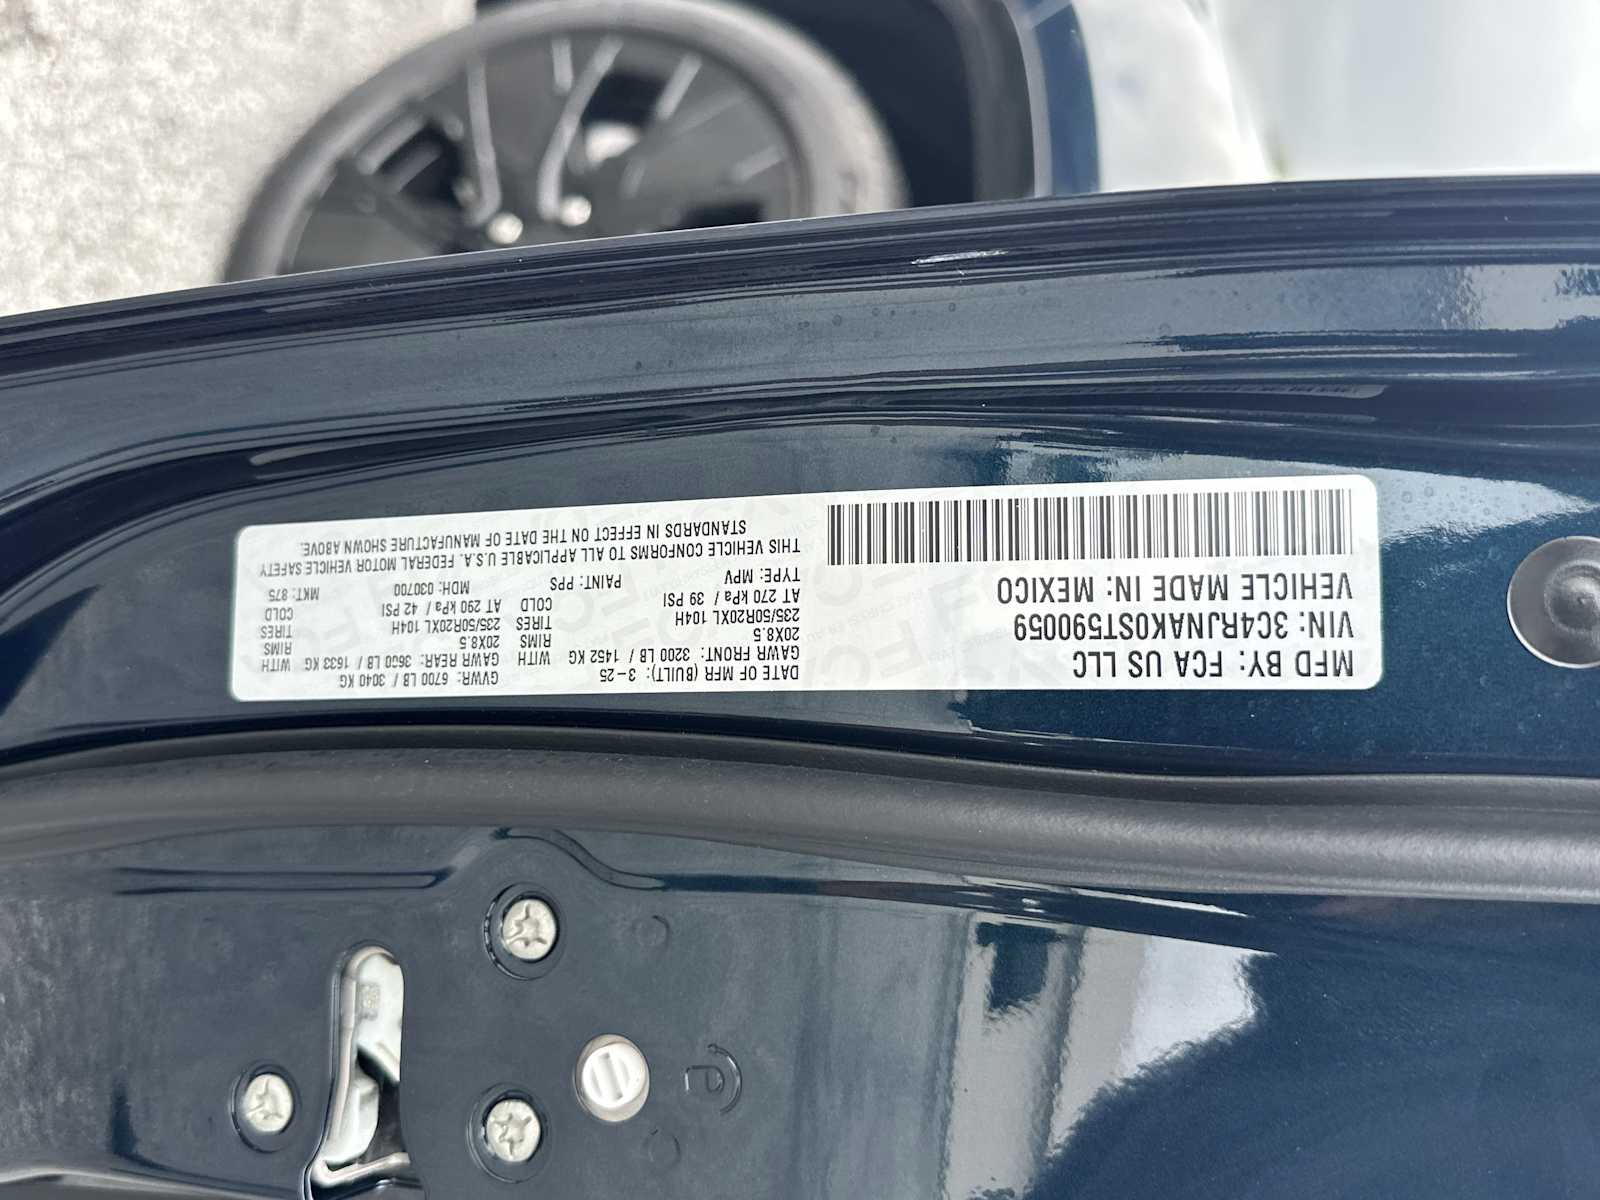 MFD BY: FCA US LLC
VIN: 3C4RJNAK0ST590059
VEHICLE MADE IN: MEXICO
DATE OF MFR (BUILT): 3-25 GVWR: 6700 LB / 3040 KG
GAWR FRONT: 3200 LB / 1452 KG WITH GAWR REAR: 3600 LB / 1633 KG WITH
20X8.5 RIMS 20X8.5 RIMS
235/50R20XL 104H TIRES 235/50R20XL 104H TIRES
AT 270 kPa / 39 PSI COLD AT 290 kPa / 42 PSI COLD
TYPE: MPV PAINT: PPS MDH: 030700 MKT: 875
THIS VEHICLE CONFORMS TO ALL APPLICABLE U.S.A. FEDERAL MOTOR VEHICLE SAFETY
STANDARDS IN EFFECT ON THE DATE OF MANUFACTURE SHOWN ABOVE.